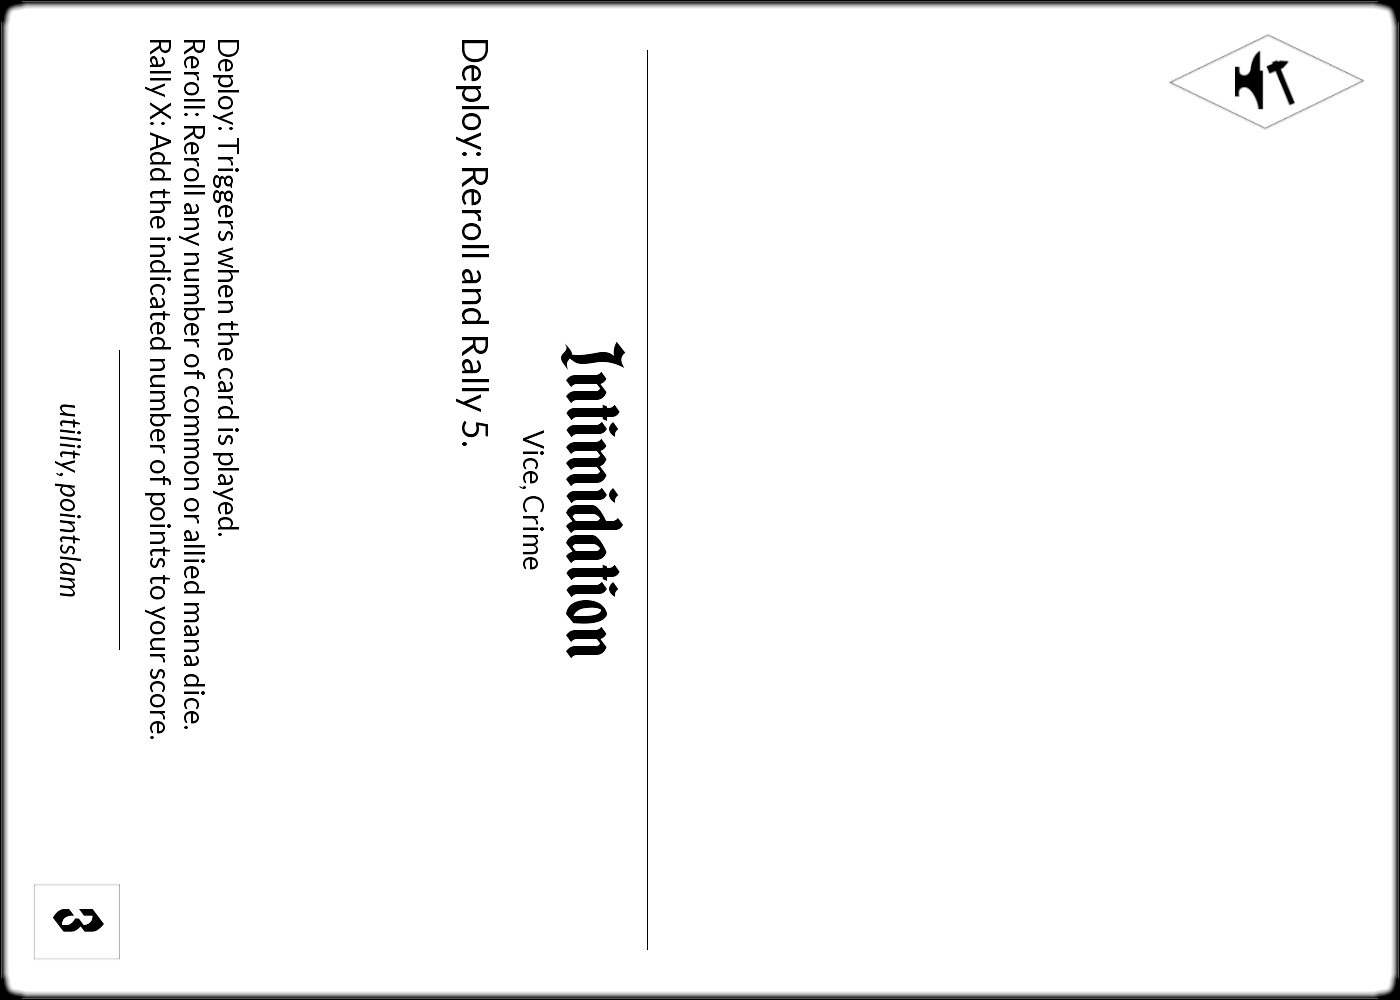 Intimidation
Vice, Crime
Deploy: Reroll and Rally 5.
Deploy: Triggers when the card is played.
Reroll: Reroll any number of common or allied mana dice.
Rally X: Add the indicated number of points to your score.
utility, pointslam
3